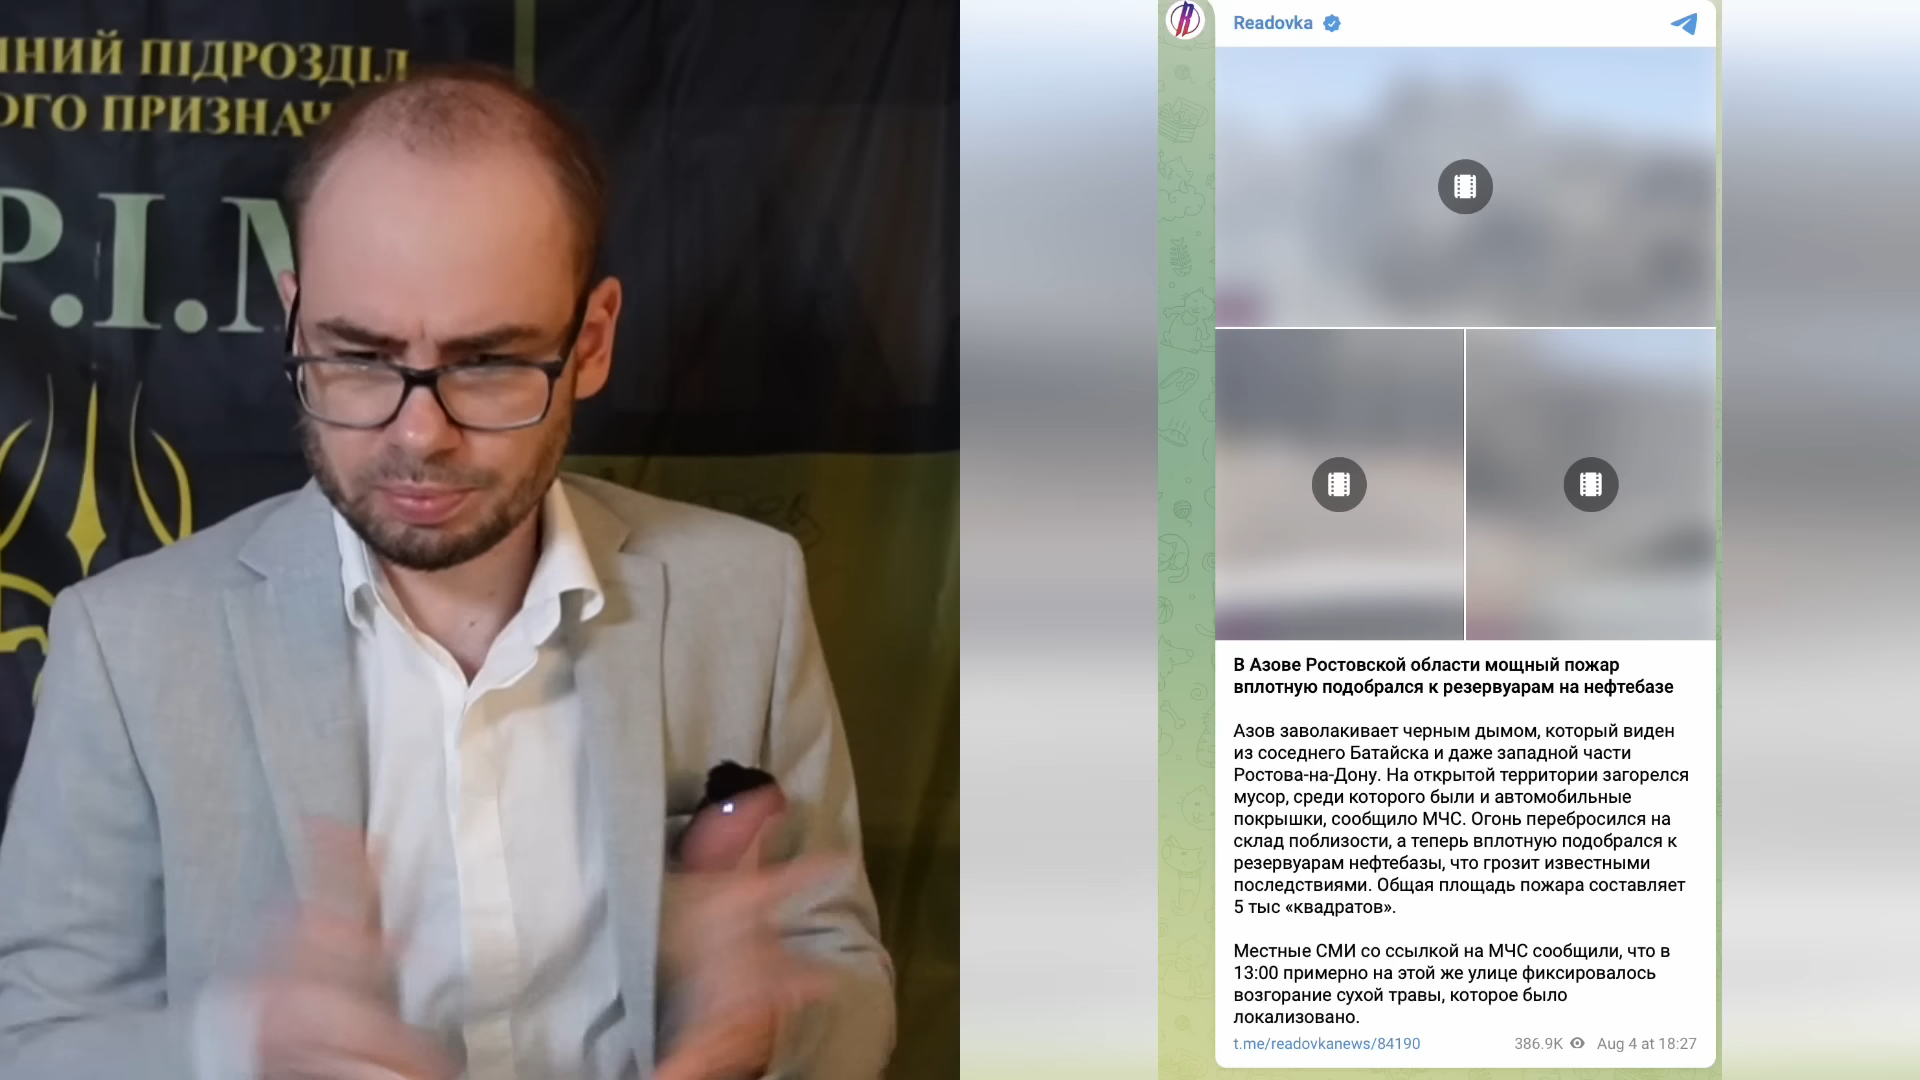 НИЙ ПІДРОЗДІЛ
ОГО ПРИЗНАЧ
Р.І.
Readovka
В Азове Ростовской области мощный пожар
вплотную подобрался к резервуарам на нефтебазе
Азов заволакивает черным дымом, который виден
из соседнего Батайска и даже западной части
Ростова-на-Дону. На открытой территории загорелся
мусор, среди которого были и автомобильные
покрышки, сообщило МЧС. Огонь перебросился на
склад поблизости, а теперь вплотную подобрался к
резервуарам нефтебазы, что грозит известными
последствиями. Общая площадь пожара составляет
5 тыс «квадратов».
Местные СМИ со ссылкой на МЧС сообщили, что в
13:00 примерно на этой же улице фиксировалось
возгорание сухой травы, которое было
локализовано.
t.me/readovkanews/84190 386.9K Aug 4 at 18:27